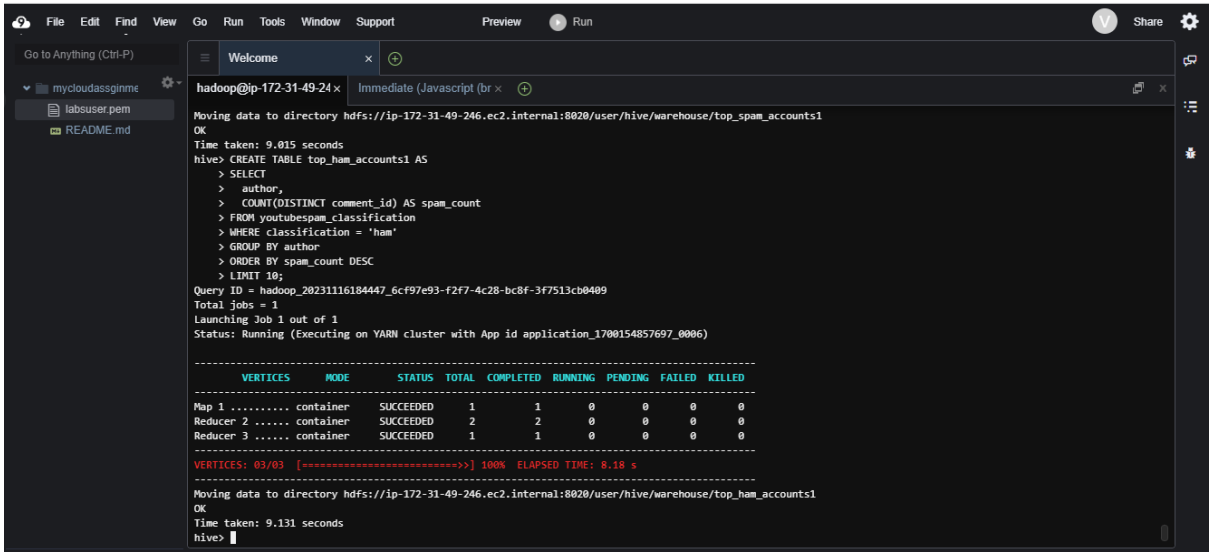 File Edit Find View Go Run Tools Window Support Preview Run V Share
Go to Anything (Ctrl-P)
Welcome ×
mycloudassginme
hadoop@ip-172-31-49-24 × Immediate (Javascript (br ×
labsuser.pem
README.md
Moving data to directory hdfs://ip-172-31-49-246.ec2.internal:8020/user/hive/warehouse/top_spam_accounts1
OK
Time taken: 9.015 seconds
hive> CREATE TABLE top_ham_accounts1 AS
    > SELECT
    >   author,
    >   COUNT(DISTINCT comment_id) AS spam_count
    > FROM youtubespam_classification
    > WHERE classification = 'ham'
    > GROUP BY author
    > ORDER BY spam_count DESC
    > LIMIT 10;
Query ID = hadoop_20231116184447_6cf97e93-f2f7-4c28-bc8f-3f7513cb0409
Total jobs = 1
Launching Job 1 out of 1
Status: Running (Executing on YARN cluster with App id application_1700154857697_0006)
----------------------------------------------------------------------------------------------
VERTICES MODE STATUS TOTAL COMPLETED RUNNING PENDING FAILED KILLED
----------------------------------------------------------------------------------------------
Map 1 .......... container SUCCEEDED 1 1 0 0 0 0
Reducer 2 ...... container SUCCEEDED 2 2 0 0 0 0
Reducer 3 ...... container SUCCEEDED 1 1 0 0 0 0
----------------------------------------------------------------------------------------------
VERTICES: 03/03 [==========================>>] 100% ELAPSED TIME: 8.18 s
----------------------------------------------------------------------------------------------
Moving data to directory hdfs://ip-172-31-49-246.ec2.internal:8020/user/hive/warehouse/top_ham_accounts1
OK
Time taken: 9.131 seconds
hive>